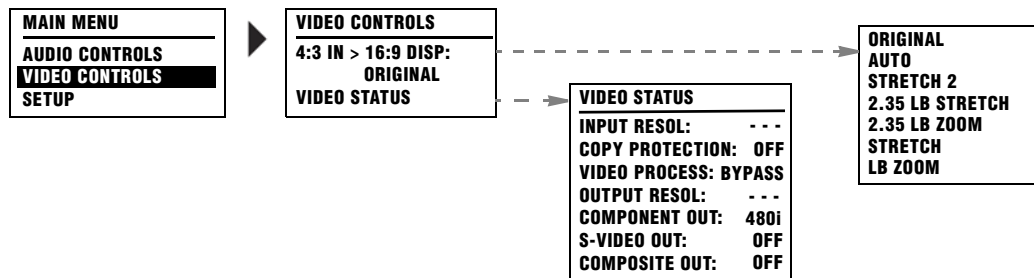 MAIN MENU
AUDIO CONTROLS
VIDEO CONTROLS
SETUP
VIDEO CONTROLS
4:3 IN > 16:9 DISP:
ORIGINAL
VIDEO STATUS
VIDEO STATUS
INPUT RESOL: - - -
COPY PROTECTION: OFF
VIDEO PROCESS: BYPASS
OUTPUT RESOL: - - -
COMPONENT OUT: 480i
S-VIDEO OUT: OFF
COMPOSITE OUT: OFF
ORIGINAL
AUTO
STRETCH 2
2.35 LB STRETCH
2.35 LB ZOOM
STRETCH
LB ZOOM